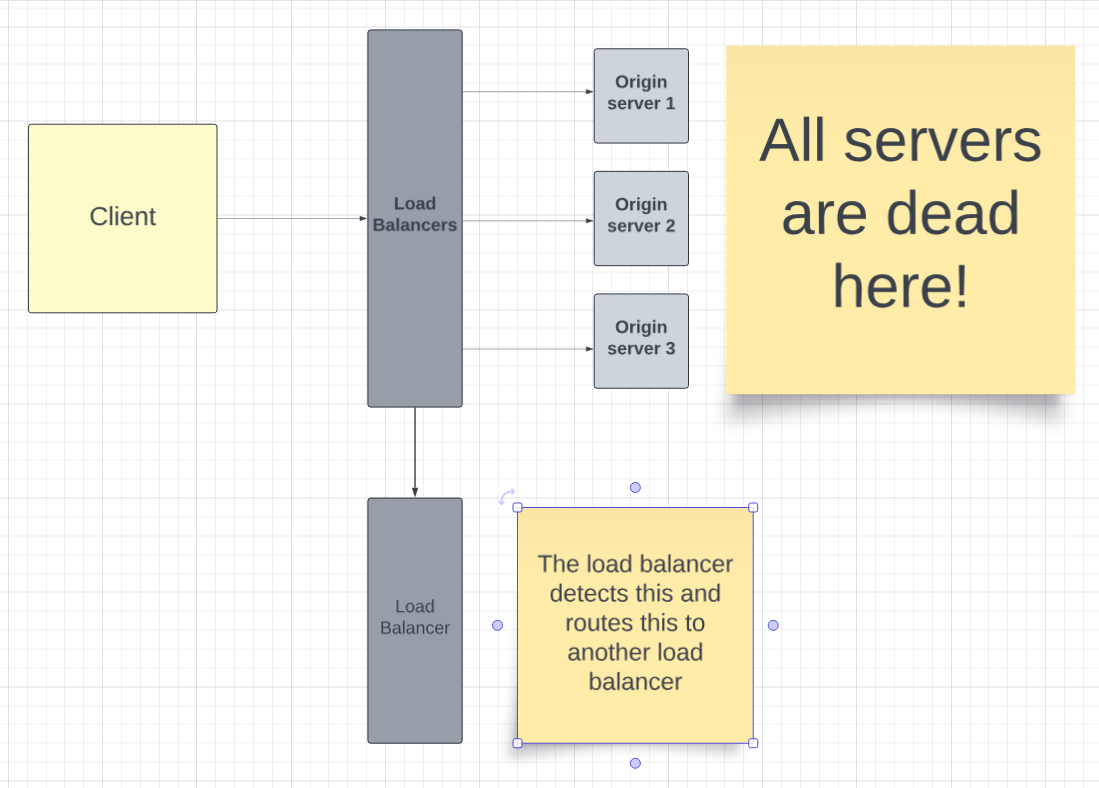 Client
Load
Balancers
Origin
server 1
Origin
server 2
Origin
server 3
All servers
are dead
here!
Load
Balancer
The load balancer
detects this and
routes this to
another load
balancer